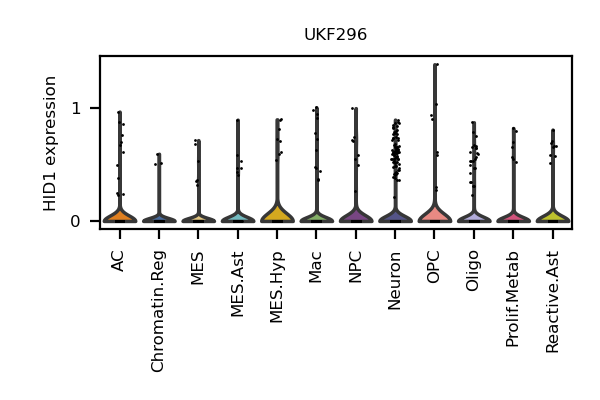 UKF296
HID1 expression
1
0
AC
Chromatin.Reg
MES
MES.Ast
MES.Hyp
Mac
NPC
Neuron
OPC
Oligo
Prolif.Metab
Reactive.Ast